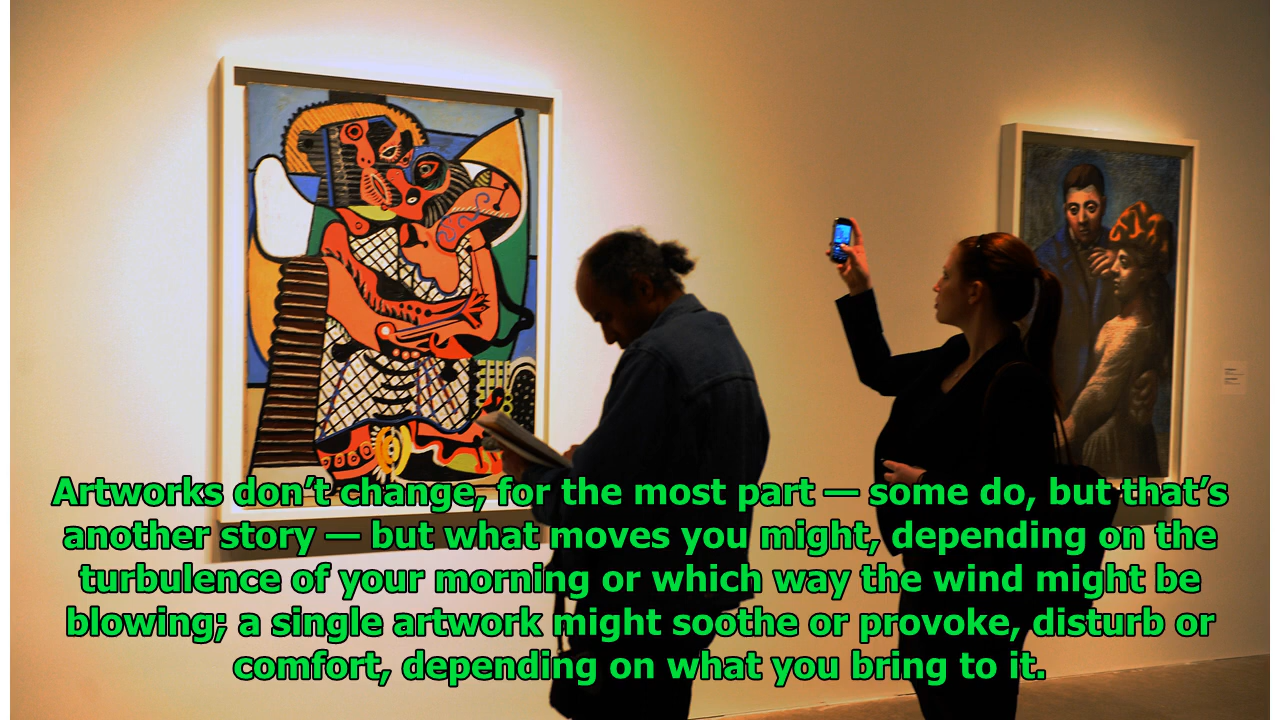 Artworks don’t change, for the most part — some do, but that’s
another story — but what moves you might, depending on the
turbulence of your morning or which way the wind might be
blowing; a single artwork might soothe or provoke, disturb or
comfort, depending on what you bring to it.